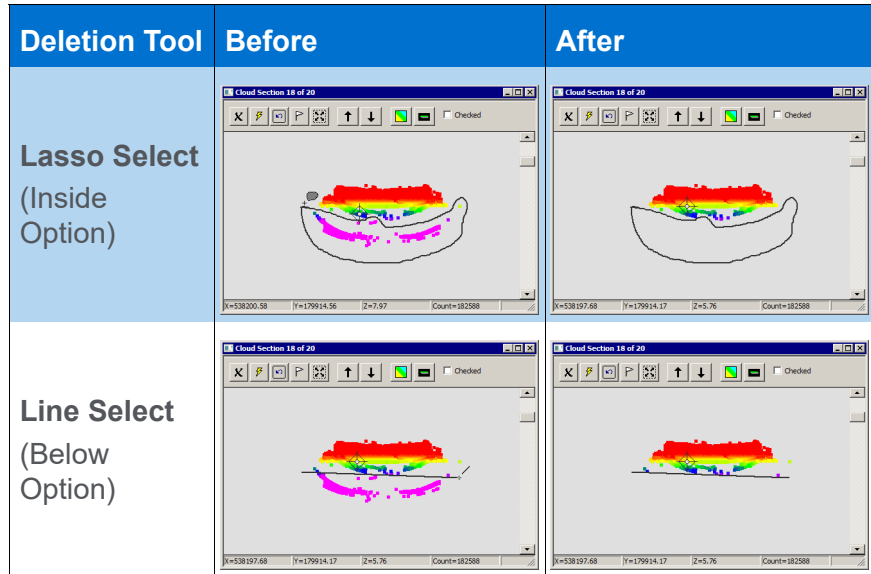 Deletion Tool
Before
After
Lasso Select
(Inside
Option)
Cloud Section 18 of 20
Checked
X=538200.58
Y=179914.56
Z=7.97
Count=182588
Cloud Section 18 of 20
Checked
X=538197.68
Y=179914.17
Z=5.76
Count=182588
Line Select
(Below
Option)
Cloud Section 18 of 20
Checked
X=538197.68
Y=179914.17
Z=5.76
Count=182588
Cloud Section 18 of 20
Checked
X=538197.68
Y=179914.17
Z=5.76
Count=182588